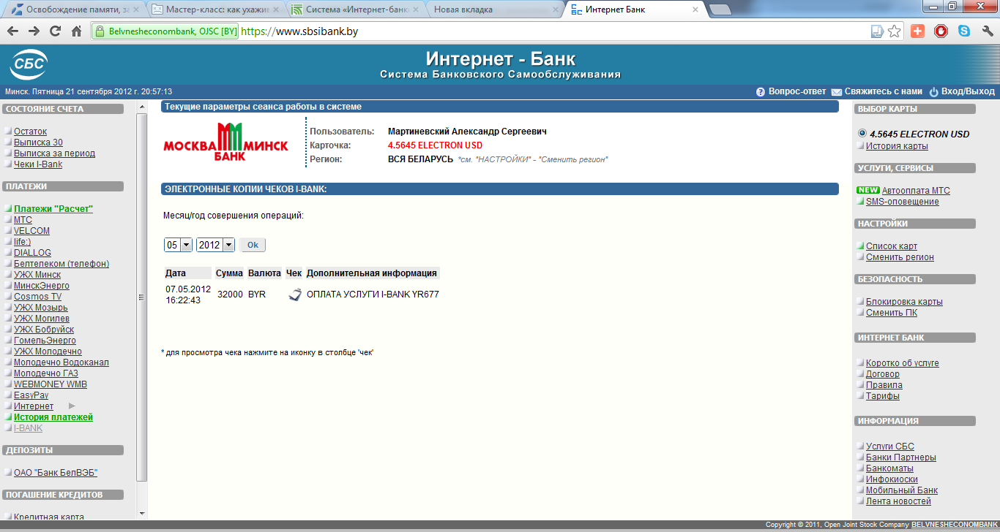 Освобождение памяти, за
Мастер-класс: как ухажив
Система «Интернет-банк
Новая вкладка
Интернет Банк
Belvnesheconombank, OJSC [BY]
https://www.sbsibank.by
СБС
Интернет - Банк
Система Банковского Самообслуживания
Минск. Пятница 21 сентября 2012 г. 20:57:13
Вопрос-ответ
Свяжитесь с нами
Вход/Выход
СОСТОЯНИЕ СЧЕТА
Остаток
Выписка 30
Выписка за период
Чеки I-Bank
ПЛАТЕЖИ
Платежи "Расчет"
МТС
VELCOM
life:)
DIALLOG
Белтелеком (телефон)
УЖХ Минск
МинскЭнерго
Cosmos TV
УЖХ Мозырь
УЖХ Могилев
УЖХ Бобруйск
ГомельЭнерго
УЖХ Молодечно
Молодечно Водоканал
Молодечно ГАЗ
WEBMONEY WMB
EasyPay
Интернет
История платежей
I-BANK
ДЕПОЗИТЫ
ОАО "Банк БелВЭБ"
ПОГАШЕНИЕ КРЕДИТОВ
Кредитная карта
Текущие параметры сеанса работы в системе
МОСКВА МИНСК
БАНК
Пользователь: Мартиневский Александр Сергеевич
Карточка: 4.5645 ELECTRON USD
Регион: ВСЯ БЕЛАРУСЬ *см. "НАСТРОЙКИ" - "Сменить регион"
ЭЛЕКТРОННЫЕ КОПИИ ЧЕКОВ I-BANK:
Месяц/год совершения операций:
05 2012 Ok
Дата Сумма Валюта Чек Дополнительная информация
07.05.2012
16:22:43 32000 BYR ОПЛАТА УСЛУГИ I-BANK YR677
* для просмотра чека нажмите на иконку в столбце 'чек'
ВЫБОР КАРТЫ
4.5645 ELECTRON USD
История карты
УСЛУГИ, СЕРВИСЫ
NEW Автооплата МТС
SMS-оповещение
НАСТРОЙКИ
Список карт
Сменить регион
БЕЗОПАСНОСТЬ
Блокировка карты
Сменить ПК
ИНТЕРНЕТ БАНК
Коротко об услуге
Договор
Правила
Тарифы
ИНФОРМАЦИЯ
Услуги СБС
Банки Партнеры
Банкоматы
Инфокиоски
Мобильный Банк
Лента новостей
Copyright © 2011, Open Joint Stock Company BELVNESHECONOMBANK